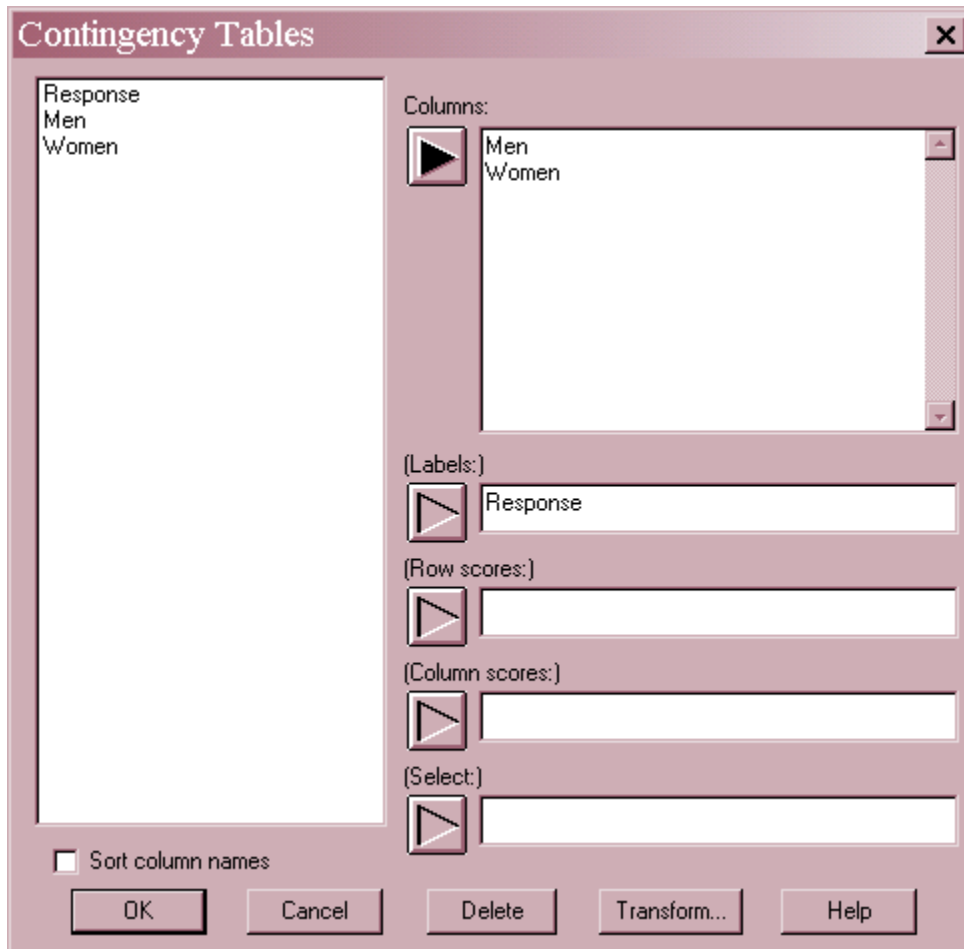 Contingency Tables
Response
Men
Women
Columns:
Men
Women
(Labels:)
Response
(Row scores:)
(Column scores:)
(Select:)
Sort column names
OK
Cancel
Delete
Transform...
Help